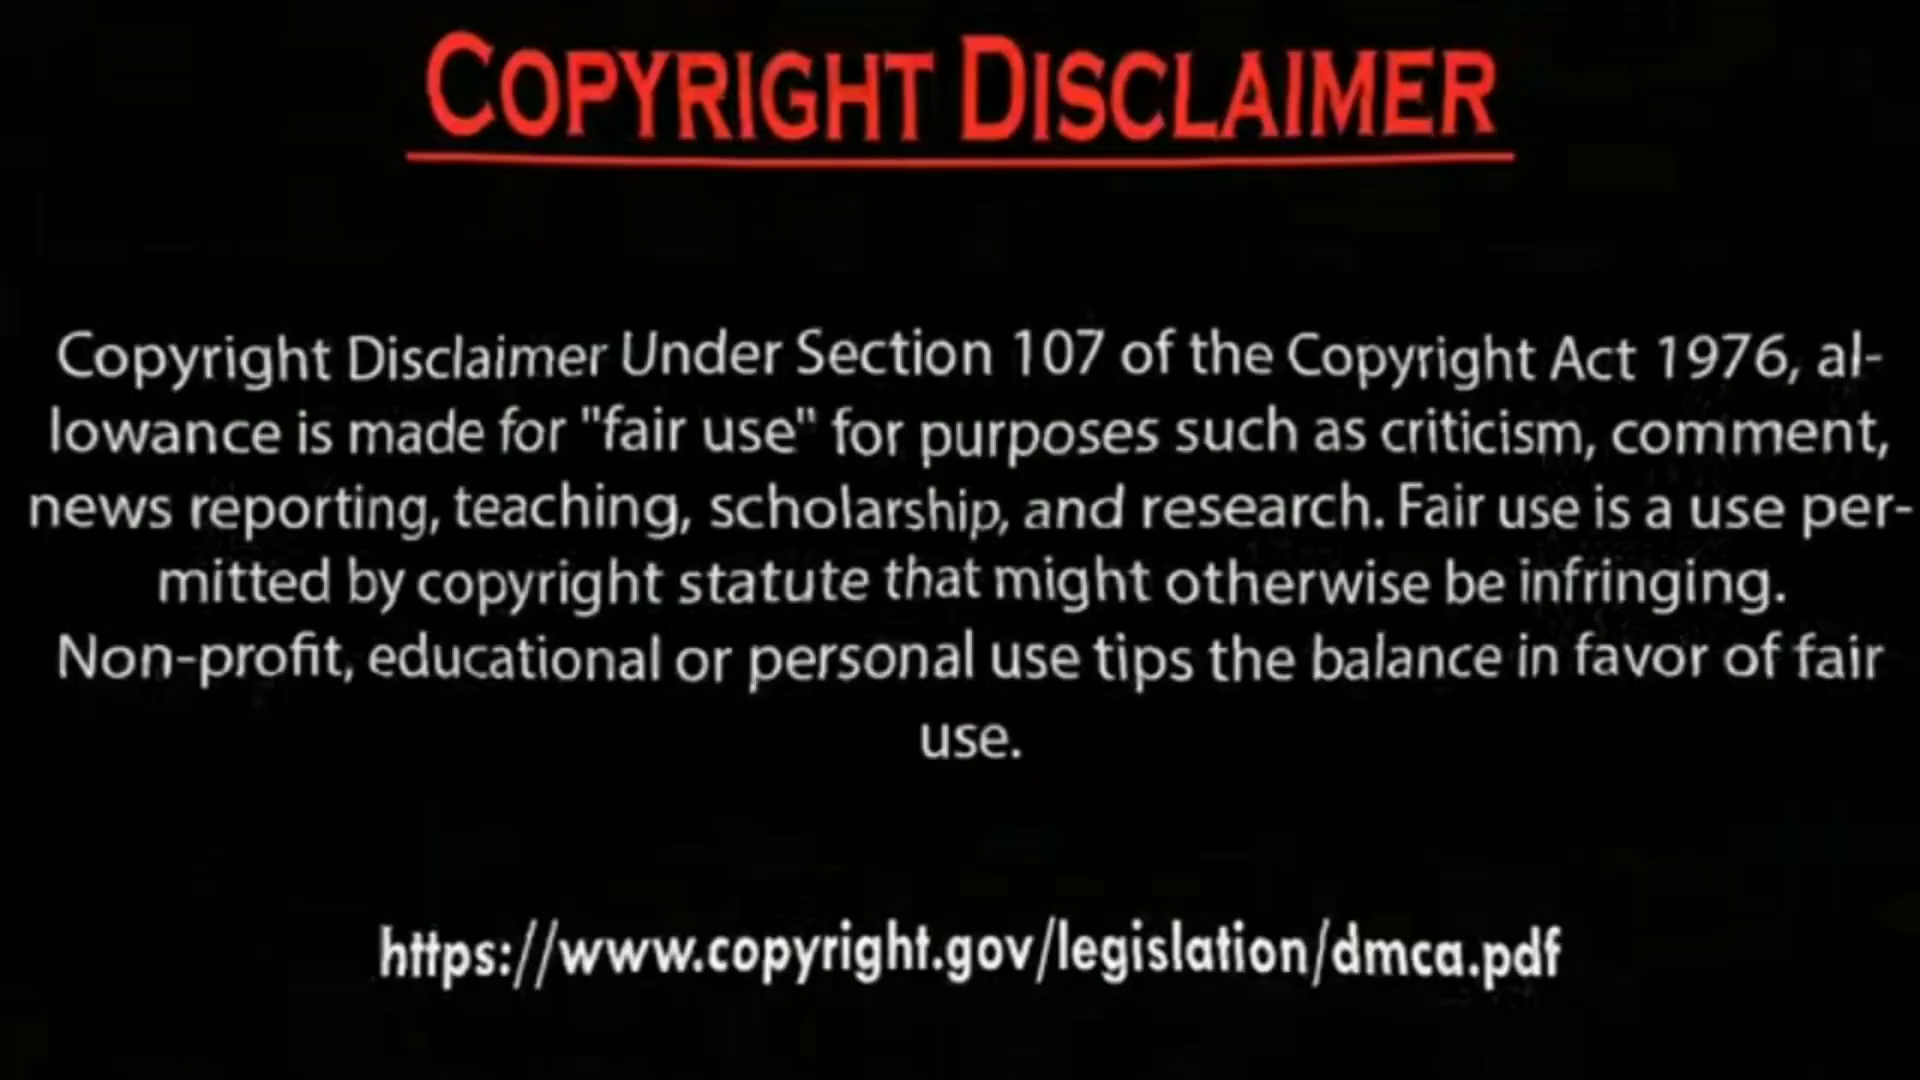 COPYRIGHT DISCLAIMER
Copyright Disclaimer Under Section 107 of the Copyright Act 1976, al-
lowance is made for "fair use" for purposes such as criticism, comment,
news reporting, teaching, scholarship, and research. Fair use is a use per-
mitted by copyright statute that might otherwise be infringing.
Non-profit, educational or personal use tips the balance in favor of fair
use.
https://www.copyright.gov/legislation/dmca.pdf